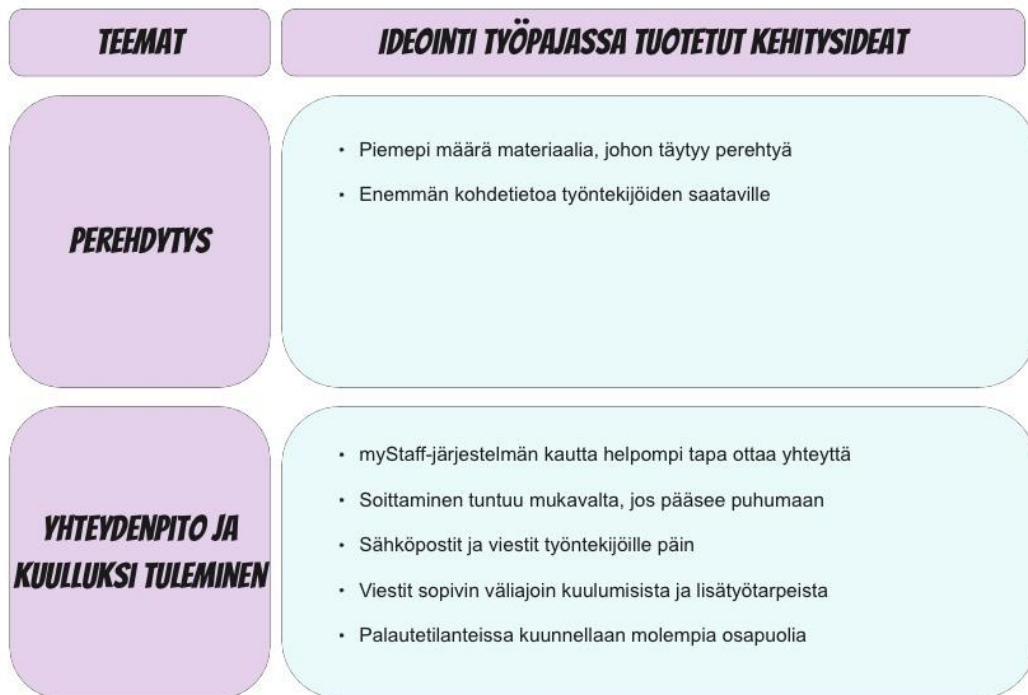 TEEMAT
IDEOINTI TYÖPAJASSA TUOTETUT KEHITYSIDEAT
PEREHDYTYS
• Piemepi määrä materiaalia, johon täytyy perehtyä
• Enemmän kohdetietoa työntekijöiden saataville
YHTEYDENPITO JA
KUULLUKSI TULEMINEN
• myStaff-järjestelmän kautta helpompi tapa ottaa yhteyttä
• Soittaminen tuntuu mukavalta, jos pääsee puhumaan
• Sähköpostit ja viestit työntekijöille päin
• Viestit sopivin väliajoin kuulumisista ja lisätyötarpeista
• Palautetilanteissa kuunnellaan molempia osapuolia